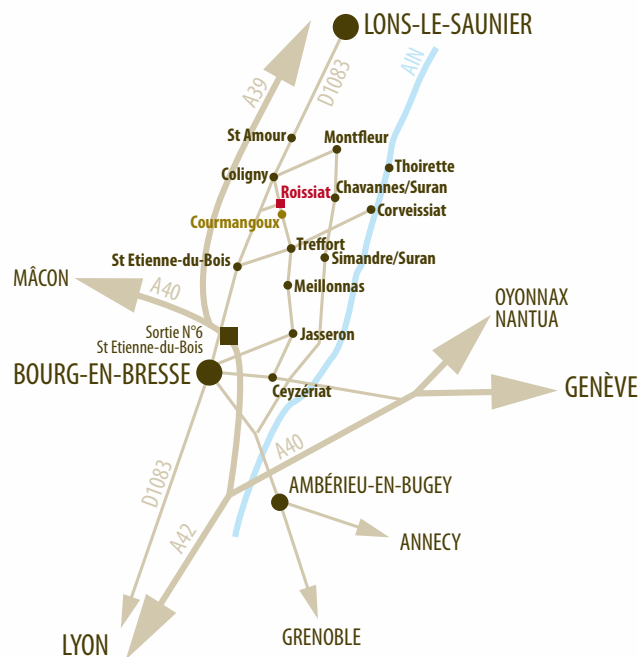 LONS-LE-SAUNIER
AIN
D1083
A39
St Amour
Montfleur
Thoirette
Coligny
Roissiat
Chavannes/Suran
Courmangoux
Corveissiat
Treffort
St Etienne-du-Bois
Simandre/Suran
MÂCON
A40
Meillonnas
OYONNAX
NANTUA
Sortie N°6
St Etienne-du-Bois
Jasseron
BOURG-EN-BRESSE
Ceyzériat
GENÈVE
A40
D1083
AMBÉRIEU-EN-BUGEY
A42
ANNECY
LYON
GRENOBLE